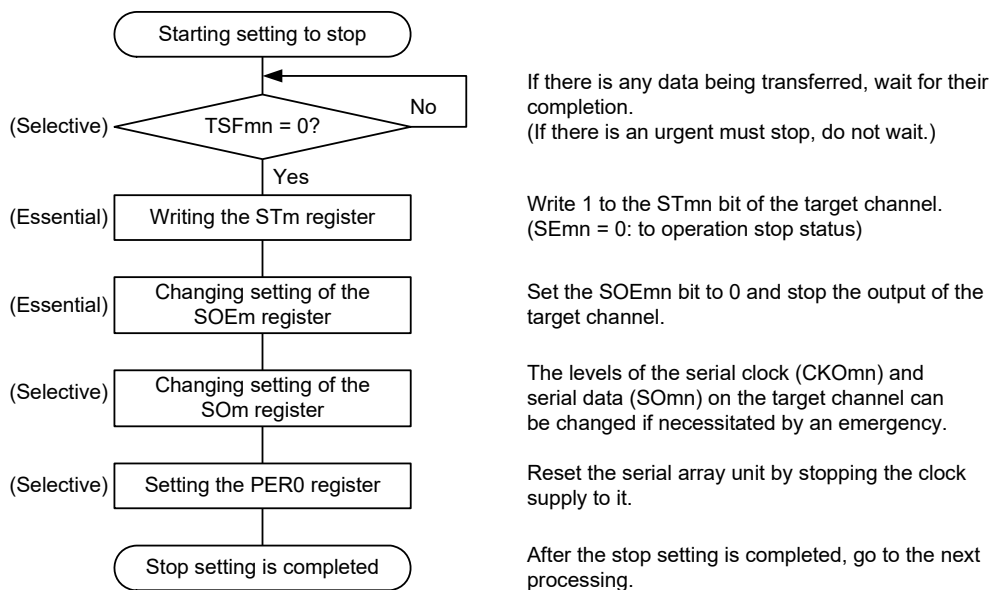 Starting setting to stop
No
If there is any data being transferred, wait for their
completion.
(If there is an urgent must stop, do not wait.)
(Selective)
TSFmn = 0?
Yes
(Essential)
Writing the STm register
Write 1 to the STmn bit of the target channel.
(SEmn = 0: to operation stop status)
(Essential)
Changing setting of the
SOEm register
Set the SOEmn bit to 0 and stop the output of the
target channel.
(Selective)
Changing setting of the
SOm register
The levels of the serial clock (CKOmn) and
serial data (SOmn) on the target channel can
be changed if necessitated by an emergency.
(Selective)
Setting the PER0 register
Reset the serial array unit by stopping the clock
supply to it.
Stop setting is completed
After the stop setting is completed, go to the next
processing.